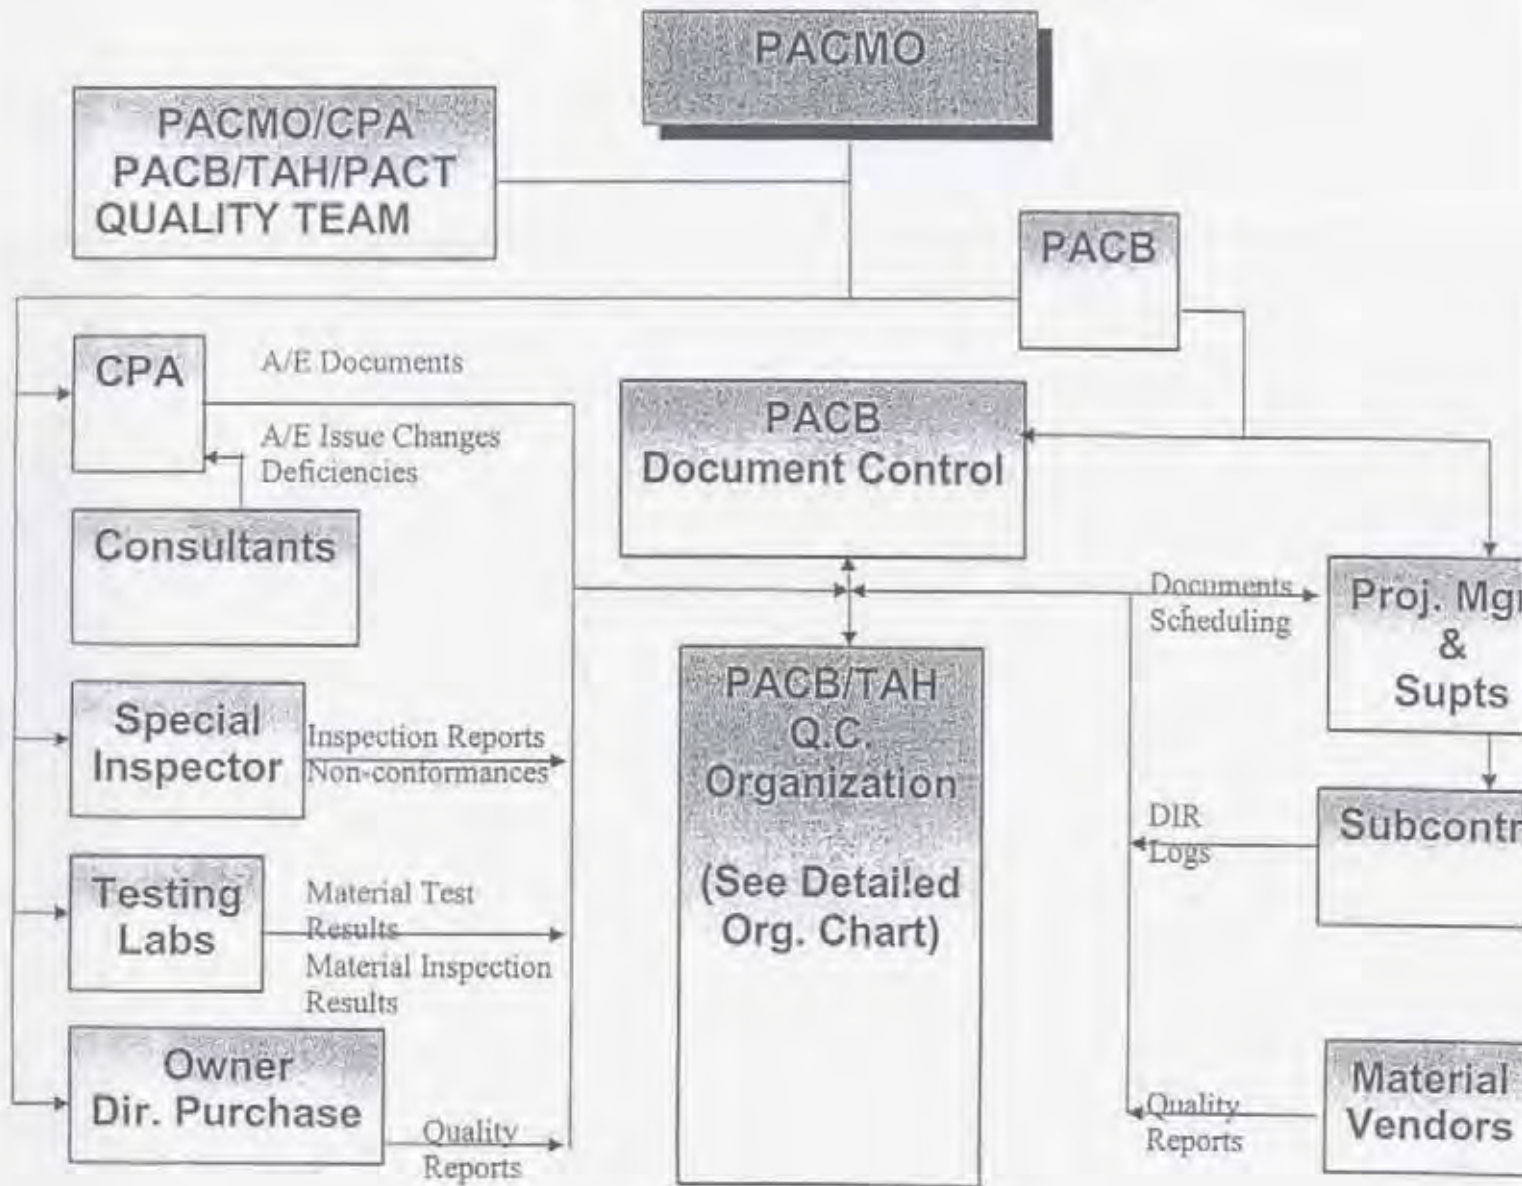 PACMO
PACMO/CPA
PACB/TAH/PACT
QUALITY TEAM
PACB
CPA
A/E Documents
A/E Issue Changes
Deficiencies
PACB
Document Control
Consultants
Documents
Scheduling
Proj. Mgr
&
Supts
Special
Inspector
Inspection Reports
Non-conformances
PACB/TAH
Q.C.
Organization
(See Detailed
Org. Chart)
DIR
Logs
Subcontr
Testing
Labs
Material Test
Results
Material Inspection
Results
Owner
Dir. Purchase
Quality
Reports
Quality
Reports
Material
Vendors